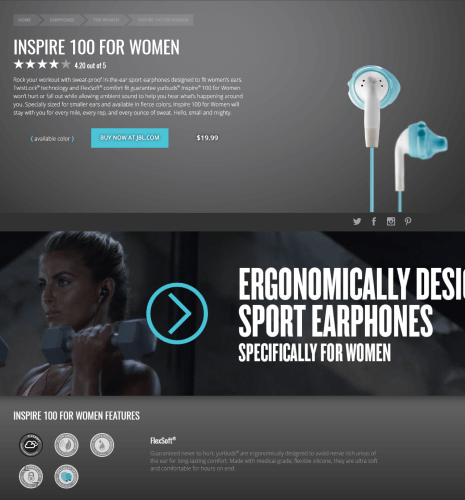 HOME EARPHONES FOR WOMEN INSPIRE 100 FOR WOMEN
INSPIRE 100 FOR WOMEN
4.20 out of 5
Rock your workout with sweat-proof in-the-ear sport earphones designed to fit women's ears.
TwistLock® technology and FlexSoft® comfort fit guarantee yurbuds® Inspire® 100 for Women
won't hurt or fall out while allowing ambient sound to help you hear what's happening around
you. Specially sized for smaller ears and available in fierce colors, Inspire 100 for Women will
stay with you for every mile, every rep, and every ounce of sweat. Hello, small and mighty.
( available color ) BUY NOW AT JBL.COM $19.99
ERGONOMICALLY DESIG
SPORT EARPHONES
SPECIFICALLY FOR WOMEN
INSPIRE 100 FOR WOMEN FEATURES
FlexSoft®
Guaranteed never to hurt, yurbuds® are ergonomically designed to avoid nerve rich areas of
the ear for long lasting comfort. Made with medical grade, flexible silicone, they are ultra soft
and comfortable for hours on end.